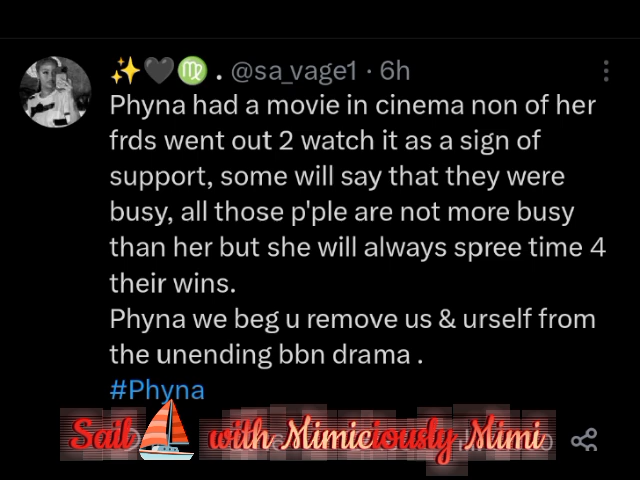 ✨🖤♍ . @sa_vage1 · 6h
Phyna had a movie in cinema non of her
frds went out 2 watch it as a sign of
support, some will say that they were
busy, all those p'ple are not more busy
than her but she will always spree time 4
their wins.
Phyna we beg u remove us & urself from
the unending bbn drama .
#Phyna
Sail⛵ with Mimiciously Mimi